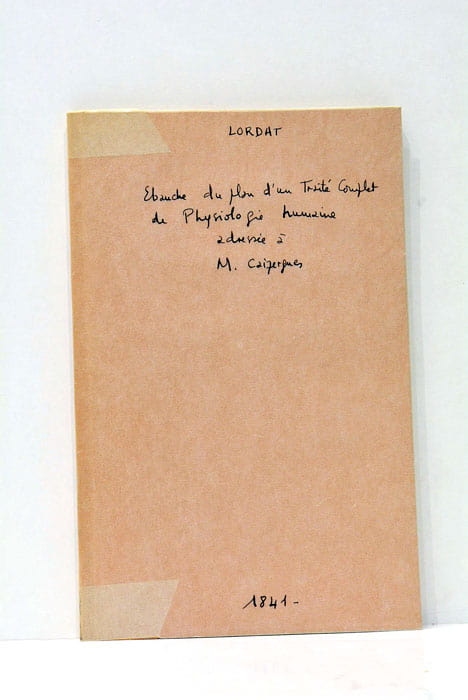 LORDAT
Ebauche du plan d'un Traité Complet
de Physiologie humaine
adressée à
M. Caizergues
1841-